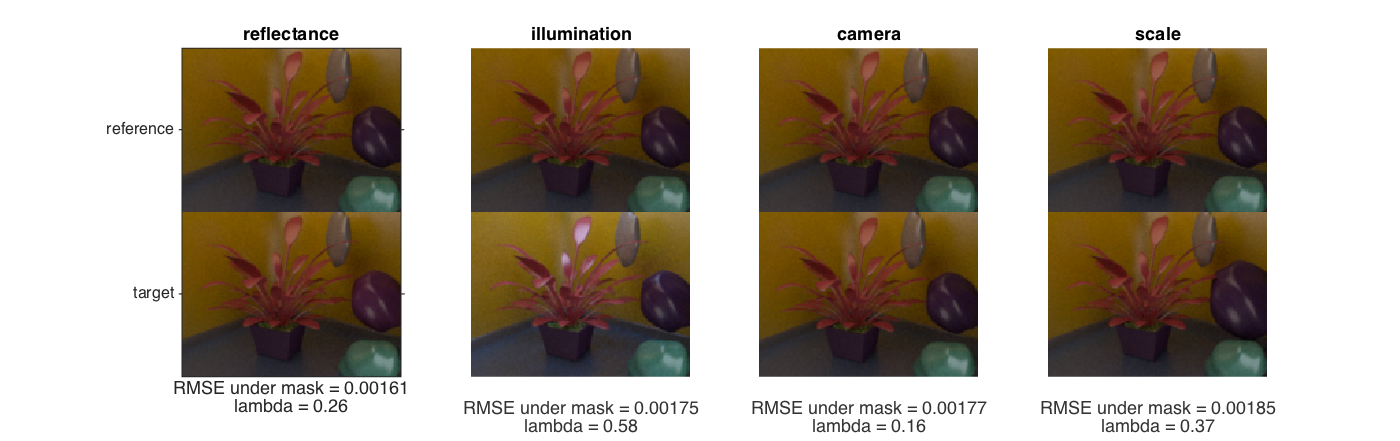 reflectance
illumination
camera
scale
reference
target
RMSE under mask = 0.00161
lambda = 0.26
RMSE under mask = 0.00175
lambda = 0.58
RMSE under mask = 0.00177
lambda = 0.16
RMSE under mask = 0.00185
lambda = 0.37